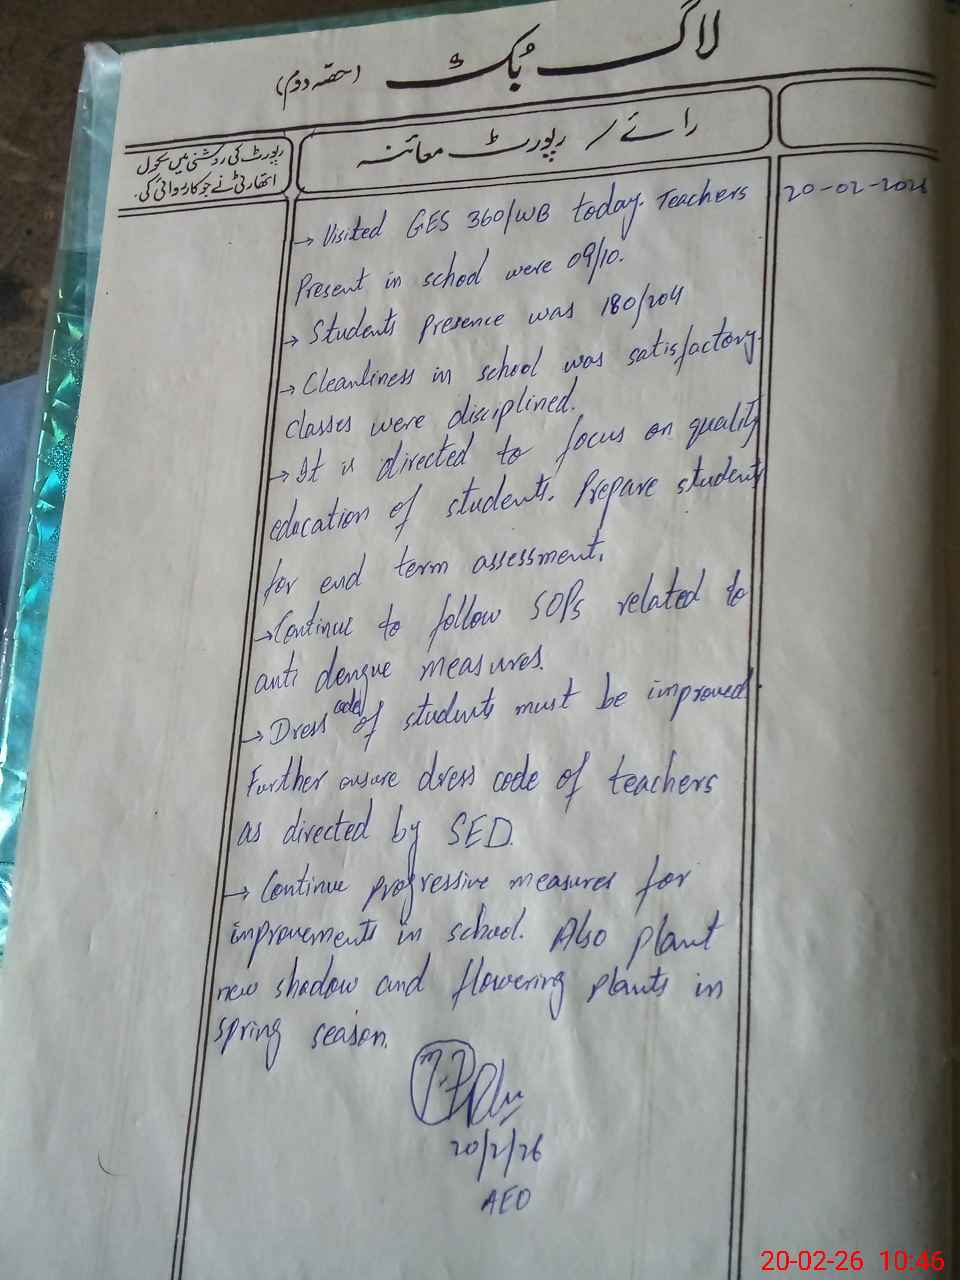 لاگ بُک (حصّہ دوم)
رائے / رپورٹ معائنہ
رپورٹ کی روشنی میں سکول
اتھارٹی نے جو کارروائی کی۔
20-02-2026
→ Visited GES 360/WB today. Teachers
Present in school were 09/10.
→ Students Presence was 180/204
→ Cleanliness in school was satisfactory.
classes were disciplined.
→ It is directed to focus on quality
education of students. Prepare students
for end term assessment.
→ Continue to follow SOPs related to
anti dengue measures.
→ Dress code of students must be improved.
Further ensure dress code of teachers
as directed by SED.
→ Continue progressive measures for
improvements in school. Also plant
new shadow and flowering plants in
spring season.
20/2/26
AEO
20-02-26 10:46